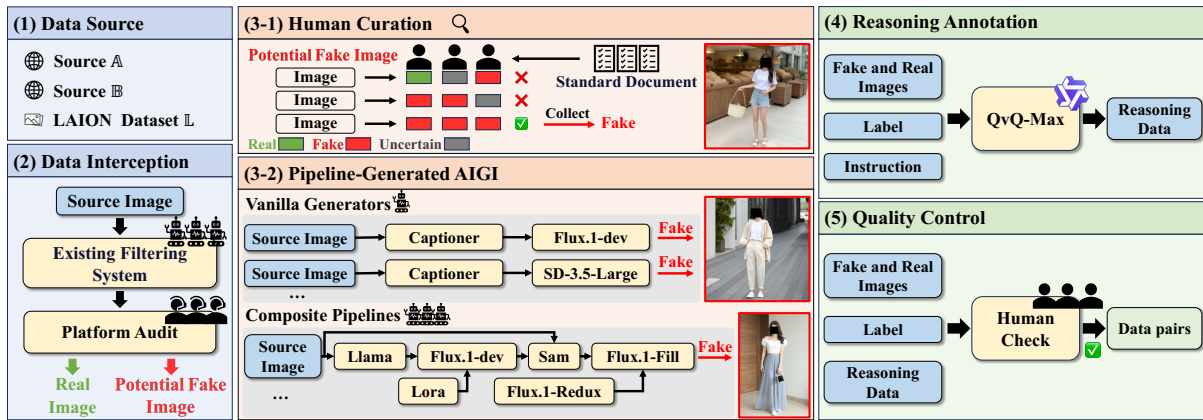 (1) Data Source
Source 𝔸
Source 𝔹
LAION Dataset 𝕃
(2) Data Interception
Source Image
Existing Filtering
System
Platform Audit
Real
Image
Potential Fake
Image
(3-1) Human Curation
Potential Fake Image
Image
Image
Image
Standard Document
Collect
Fake
Real
Fake
Uncertain
(3-2) Pipeline-Generated AIGI
Vanilla Generators
Source Image
Captioner
Flux.1-dev
Fake
Source Image
Captioner
SD-3.5-Large
Fake
...
Composite Pipelines
Source
Image
Llama
Flux.1-dev
Sam
Flux.1-Fill
Fake
...
Lora
Flux.1-Redux
(4) Reasoning Annotation
Fake and Real
Images
Label
Instruction
QvQ-Max
Reasoning
Data
(5) Quality Control
Fake and Real
Images
Label
Reasoning
Data
Human
Check
Data pairs